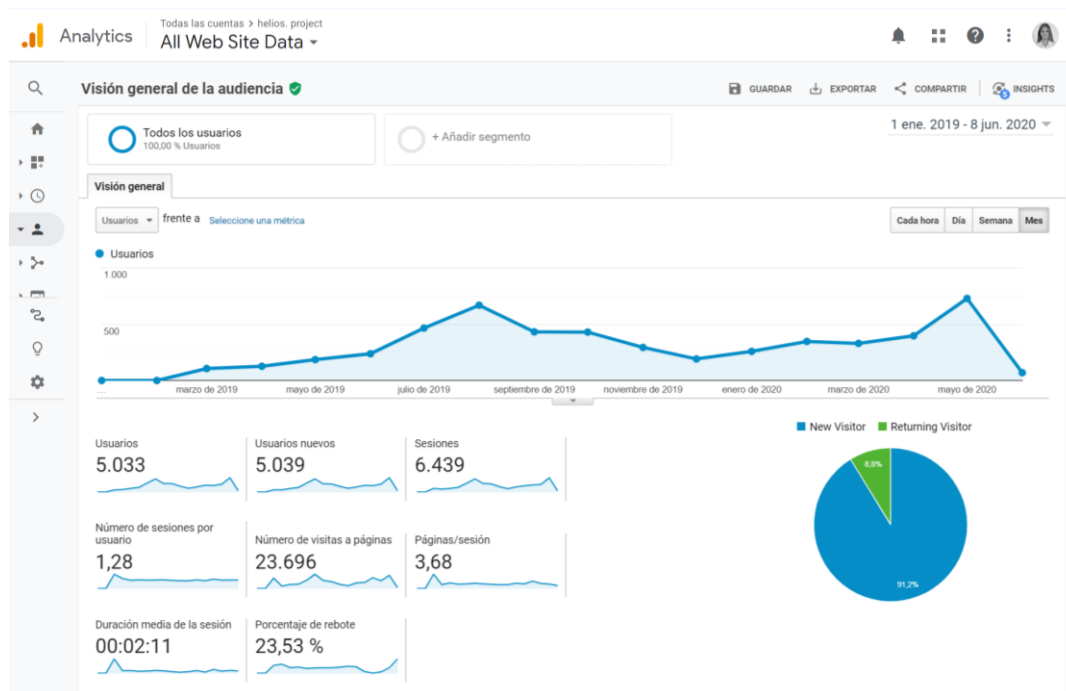 Analytics
Todas las cuentas > helios. project
All Web Site Data
Visión general de la audiencia
GUARDAR
EXPORTAR
COMPARTIR
5
INSIGHTS
Todos los usuarios
100,00 % Usuarios
+ Añadir segmento
1 ene. 2019 - 8 jun. 2020
Visión general
Usuarios
frente a
Seleccione una métrica
Cada hora
Día
Semana
Mes
Usuarios
1.000
500
...
marzo de 2019
mayo de 2019
julio de 2019
septiembre de 2019
noviembre de 2019
enero de 2020
marzo de 2020
mayo de 2020
Usuarios
5.033
Usuarios nuevos
5.039
Sesiones
6.439
New Visitor
Returning Visitor
8,8%
91,2%
Número de sesiones por
usuario
1,28
Número de visitas a páginas
23.696
Páginas/sesión
3,68
Duración media de la sesión
00:02:11
Porcentaje de rebote
23,53 %